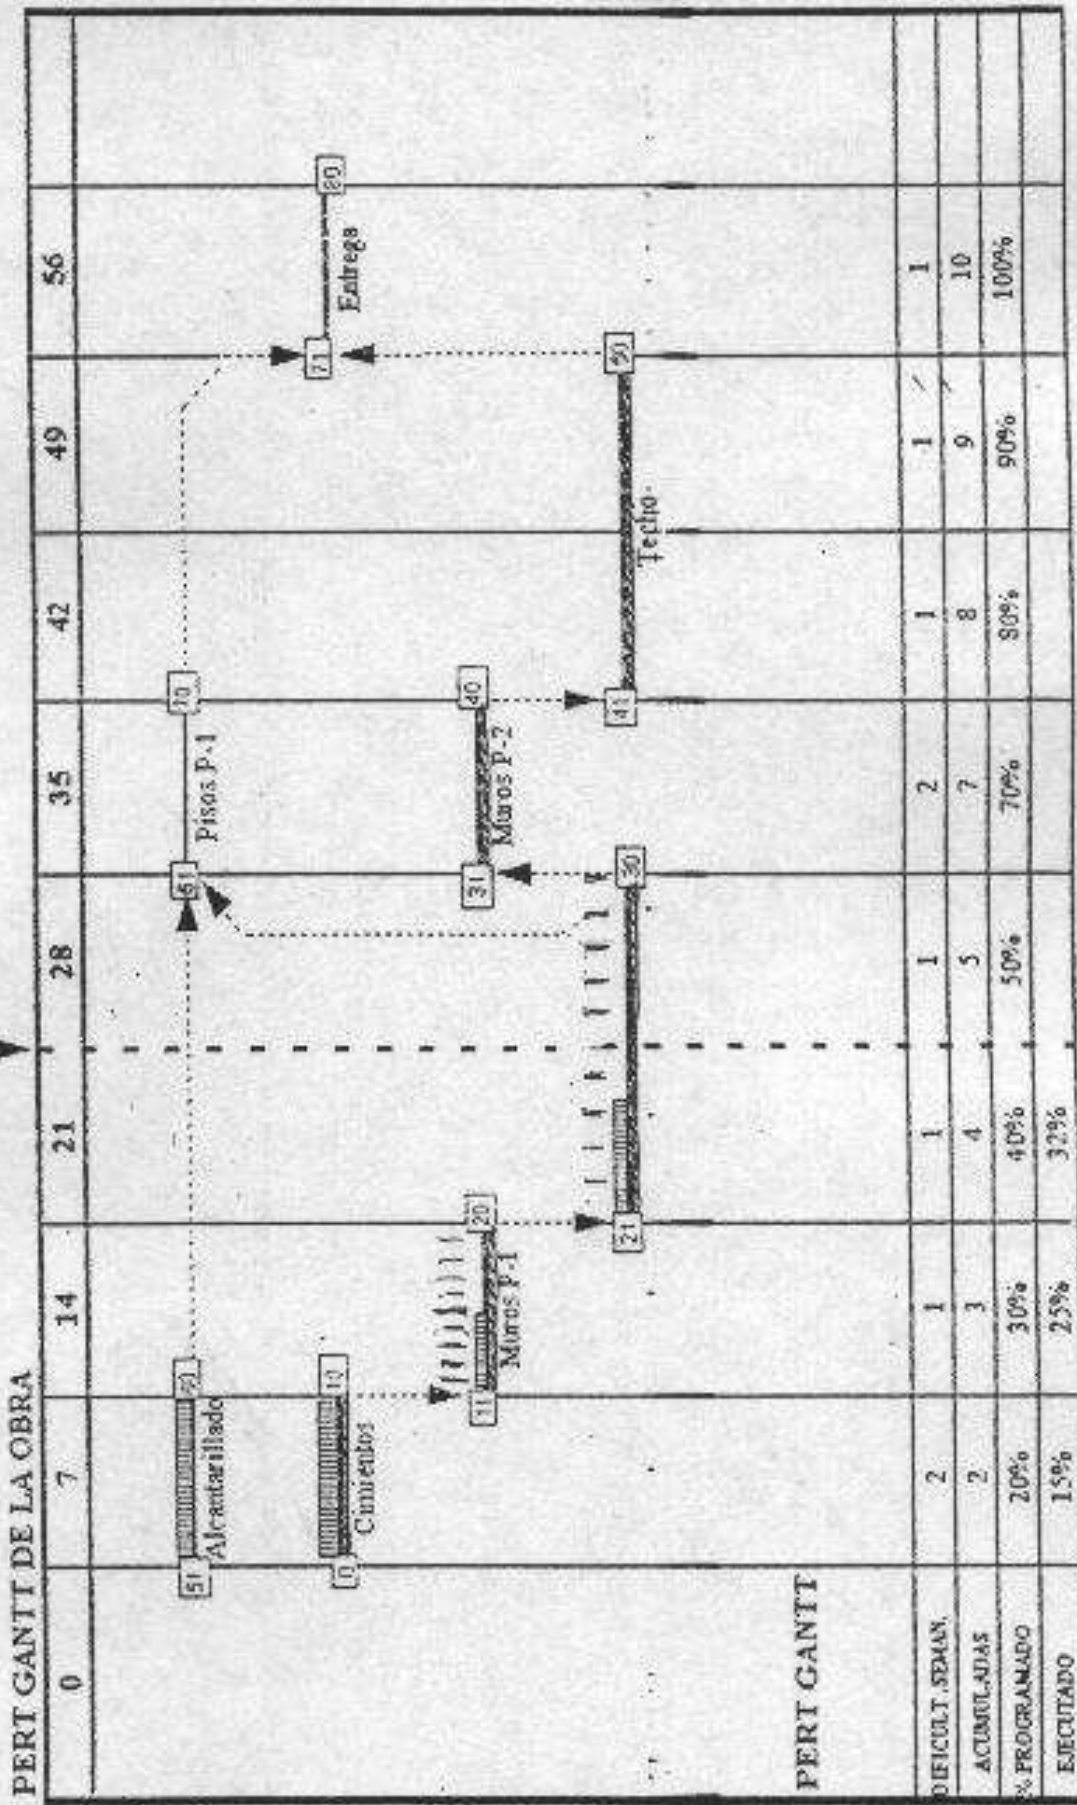 PERT GANTT DE LA OBRA
0 7 14 21 28 35 42 49 56
51 Alcantarillado 60
61 Pisos P-1 70
0 Cimientos 10
71 Entrega 80
11 Muros P-1 20
31 Muros P-2 40
21 30
41 Techo 50
PERT GANTT
DIFICULT. SEMAN. 2 1 1 1 2 1 1 1
ACUMULADAS 2 3 4 5 7 8 9 10
% PROGRAMADO 20% 30% 40% 50% 70% 80% 90% 100%
EJECUTADO 15% 25% 32%